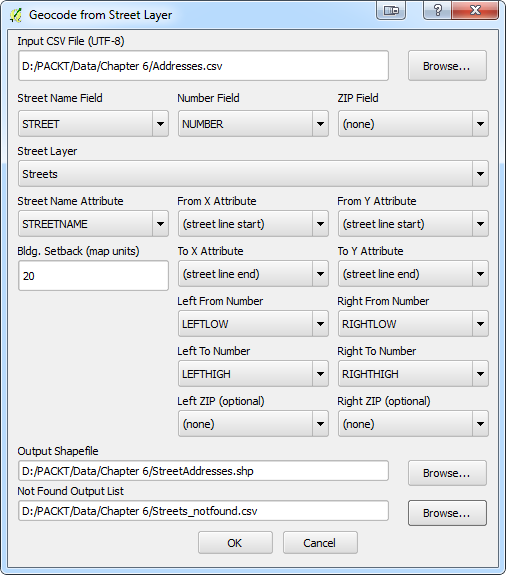 Geocode from Street Layer
?
Input CSV File (UTF-8)
D:/PACKT/Data/Chapter 6/Addresses.csv
Browse...
Street Name Field
Number Field
ZIP Field
STREET
NUMBER
(none)
Street Layer
Streets
Street Name Attribute
From X Attribute
From Y Attribute
STREETNAME
(street line start)
(street line start)
Bldg. Setback (map units)
To X Attribute
To Y Attribute
20
(street line end)
(street line end)
Left From Number
Right From Number
LEFTLOW
RIGHTLOW
Left To Number
Right To Number
LEFTHIGH
RIGHTHIGH
Left ZIP (optional)
Right ZIP (optional)
(none)
(none)
Output Shapefile
D:/PACKT/Data/Chapter 6/StreetAddresses.shp
Browse...
Not Found Output List
D:/PACKT/Data/Chapter 6/Streets_notfound.csv
Browse...
OK
Cancel